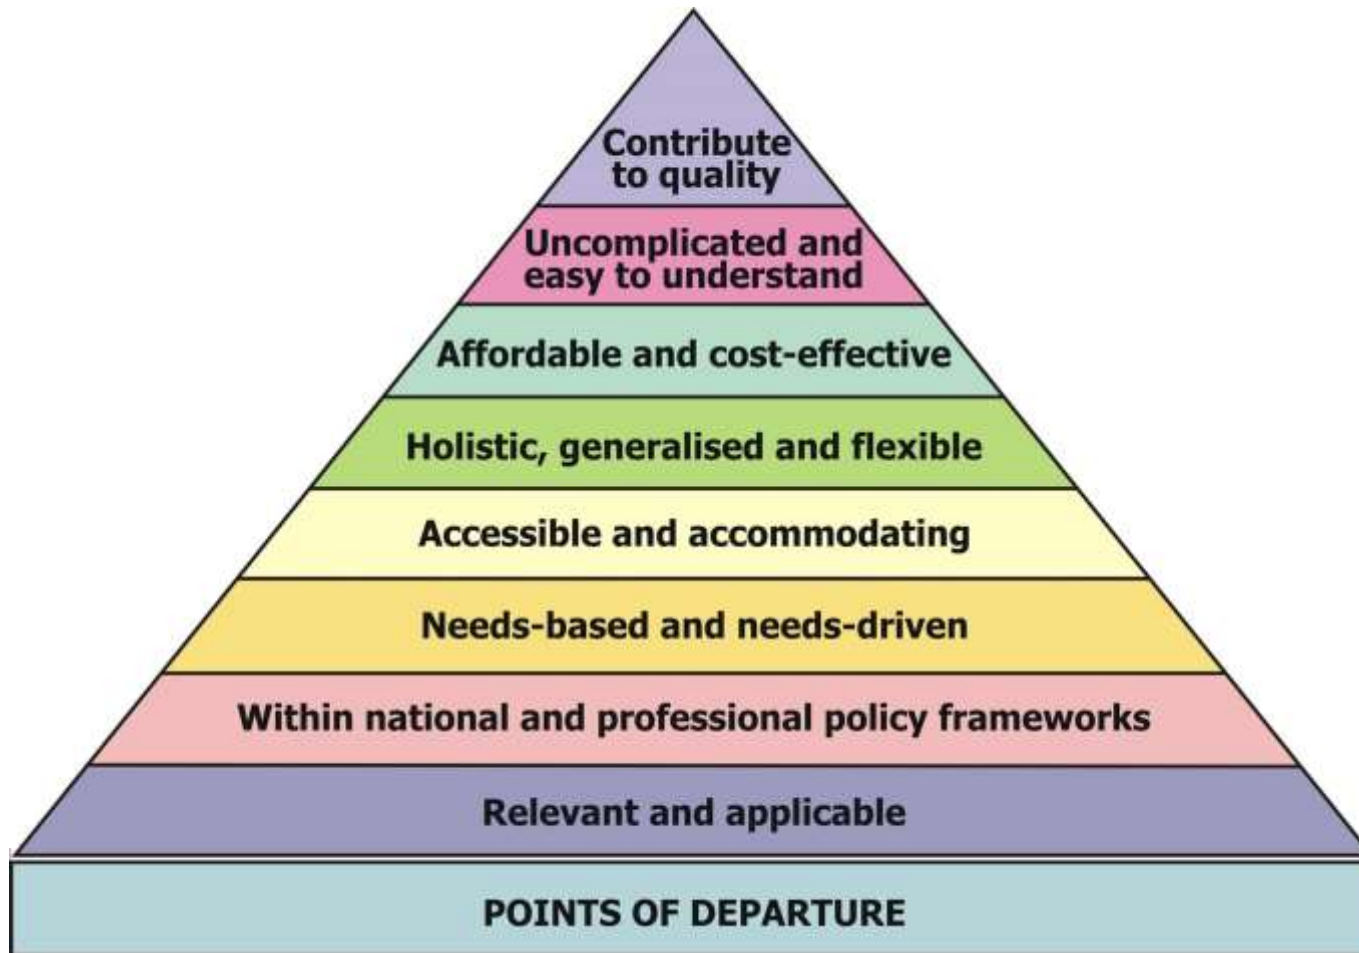 Contribute
to quality
Uncomplicated and
easy to understand
Affordable and cost-effective
Holistic, generalised and flexible
Accessible and accommodating
Needs-based and needs-driven
Within national and professional policy frameworks
Relevant and applicable
POINTS OF DEPARTURE